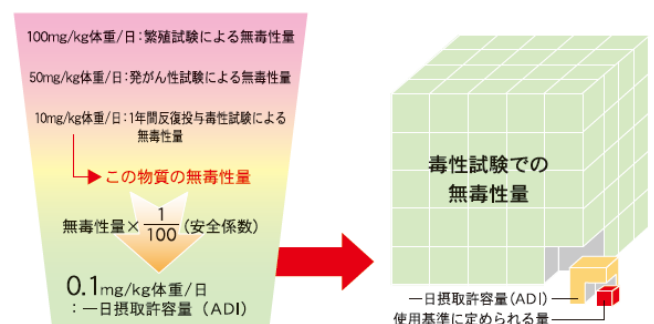 100mg/kg体重/日:繁殖試験による無毒性量
50mg/kg体重/日:発がん性試験による無毒性量
10mg/kg体重/日:1年間反復投与毒性試験による
無毒性量
この物質の無毒性量
無毒性量×1/100(安全係数)
0.1mg/kg体重/日
:一日摂取許容量(ADI)
毒性試験での
無毒性量
一日摂取許容量(ADI)
使用基準に定められる量